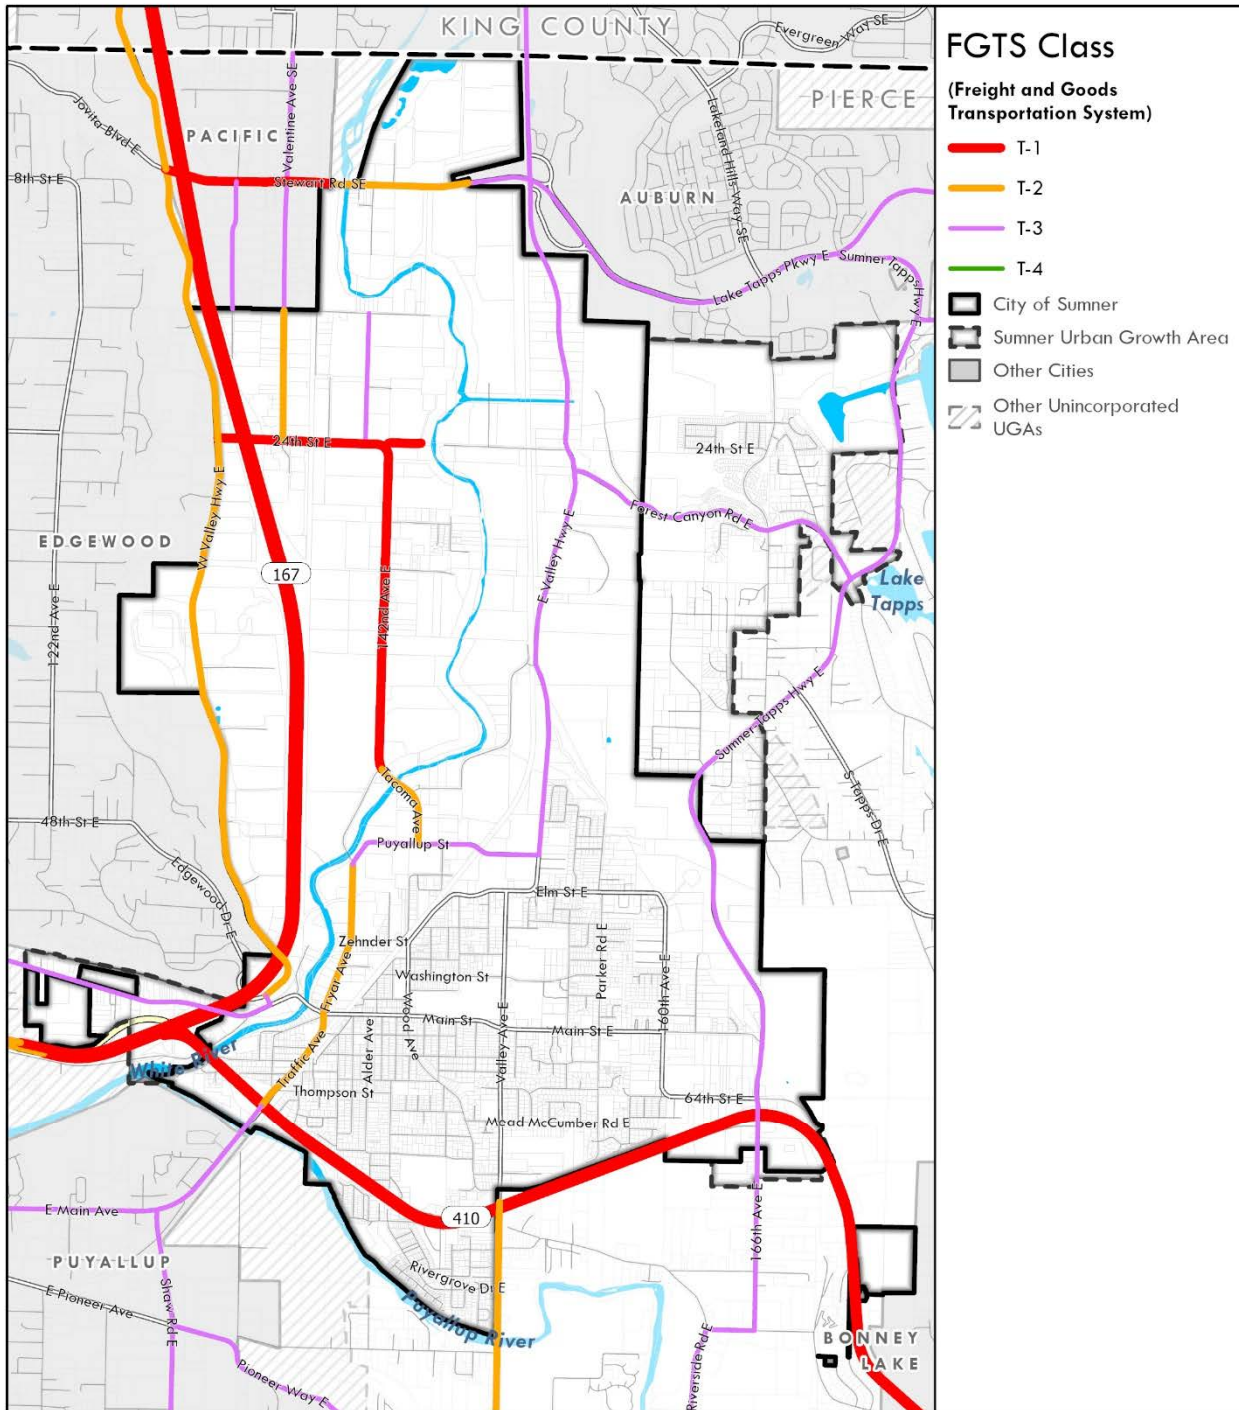 KING COUNTY
Evergreen Way SE
FGTS Class
(Freight and Goods
Transportation System)
T-1
T-2
T-3
T-4
City of Sumner
Sumner Urban Growth Area
Other Cities
Other Unincorporated
UGAs
PIERCE
Jovita Blvd E
PACIFIC
Valentine Ave SE
Lakeland Hills Way SE
8th St E
Stewart Rd SE
AUBURN
Lake Tapps Pkwy E
Sumner Tapps Hwy E
24th St E
24th St E
W Valley Hwy E
Forest Canyon Rd E
EDGEWOOD
E Valley Hwy E
167
Lake
Tapps
122nd Ave E
142nd Ave E
Sumner-Tapps Hwy E
S Tapps Dr E
Tacoma Ave
48th St E
Puyallup St
Edgewood Dr E
Elm St E
Zehnder St
Parker Rd E
Washington St
Fryar Ave
Wood Ave
160th Ave E
Main St
Main St E
Valley Ave E
White River
Traffic Ave
Alder Ave
Thompson St
64th St E
Mead McCumber Rd E
E Main Ave
410
166th Ave E
PUYALLUP
Rivergrove Dr E
E Pioneer Ave
Shaw Rd E
Puyallup River
Riverside Rd E
BONNEY
LAKE
Pioneer Way E